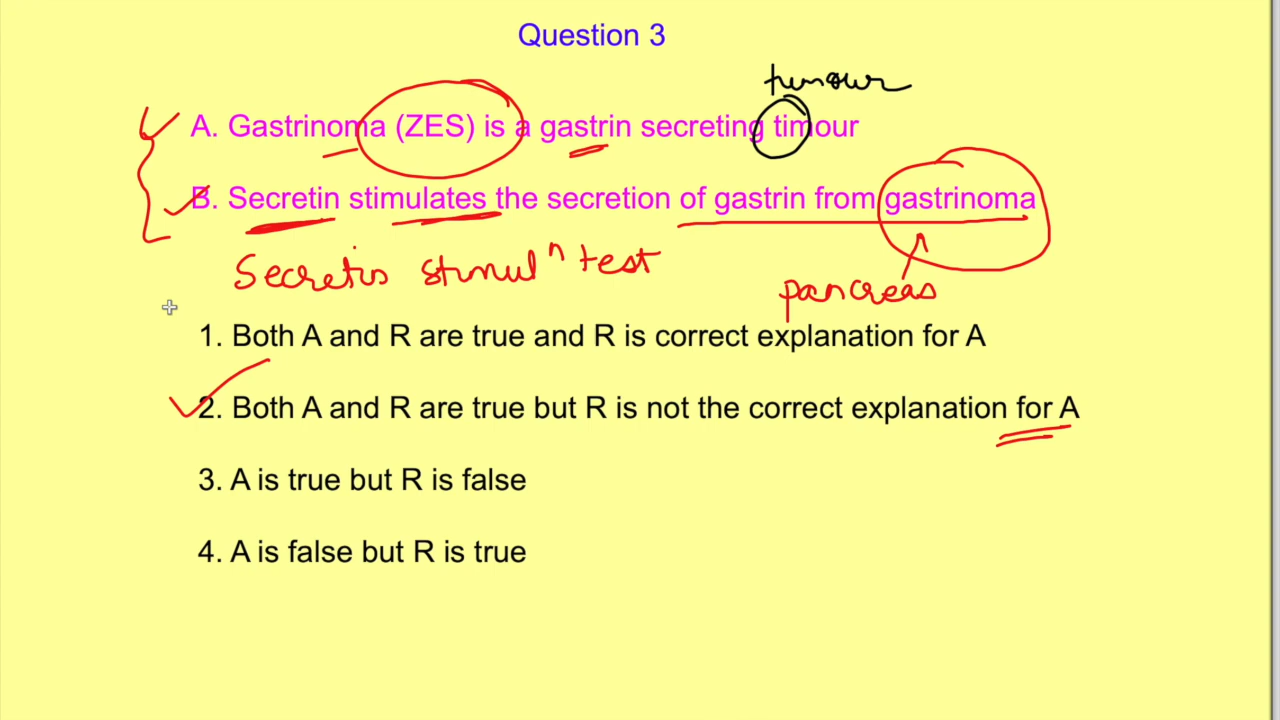 Question 3
tumour
A. Gastrinoma (ZES) is a gastrin secreting timour
B. Secretin stimulates the secretion of gastrin from gastrinoma
Secretin stimulⁿ test
pancreas
1. Both A and R are true and R is correct explanation for A
2. Both A and R are true but R is not the correct explanation for A
3. A is true but R is false
4. A is false but R is true